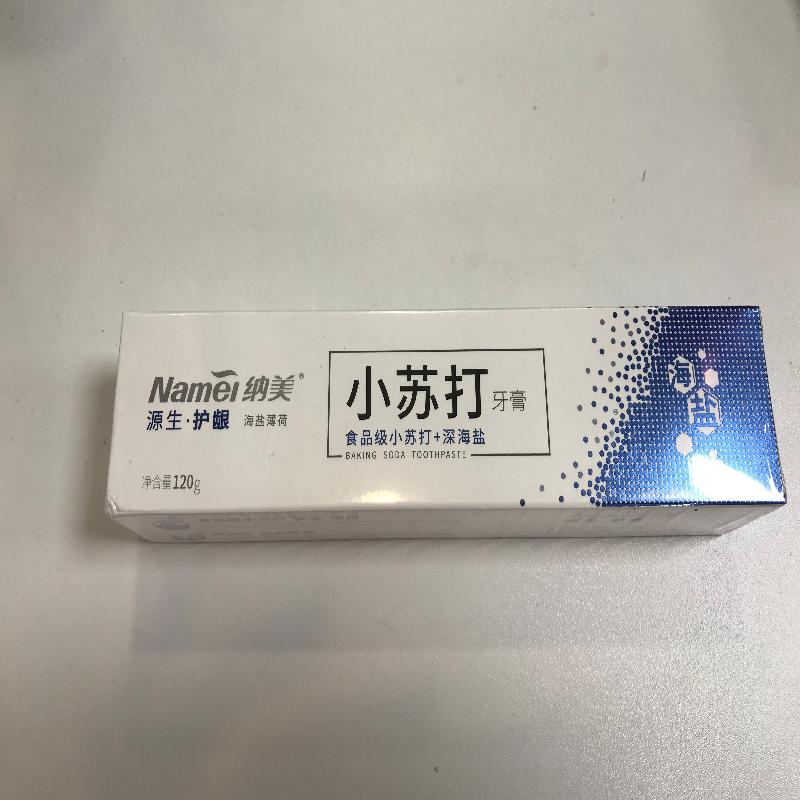 Namei 纳美®
源生·护龈 海盐薄荷
净含量120g
小苏打 牙膏
食品级小苏打+深海盐
BAKING SODA TOOTHPASTE
海盐